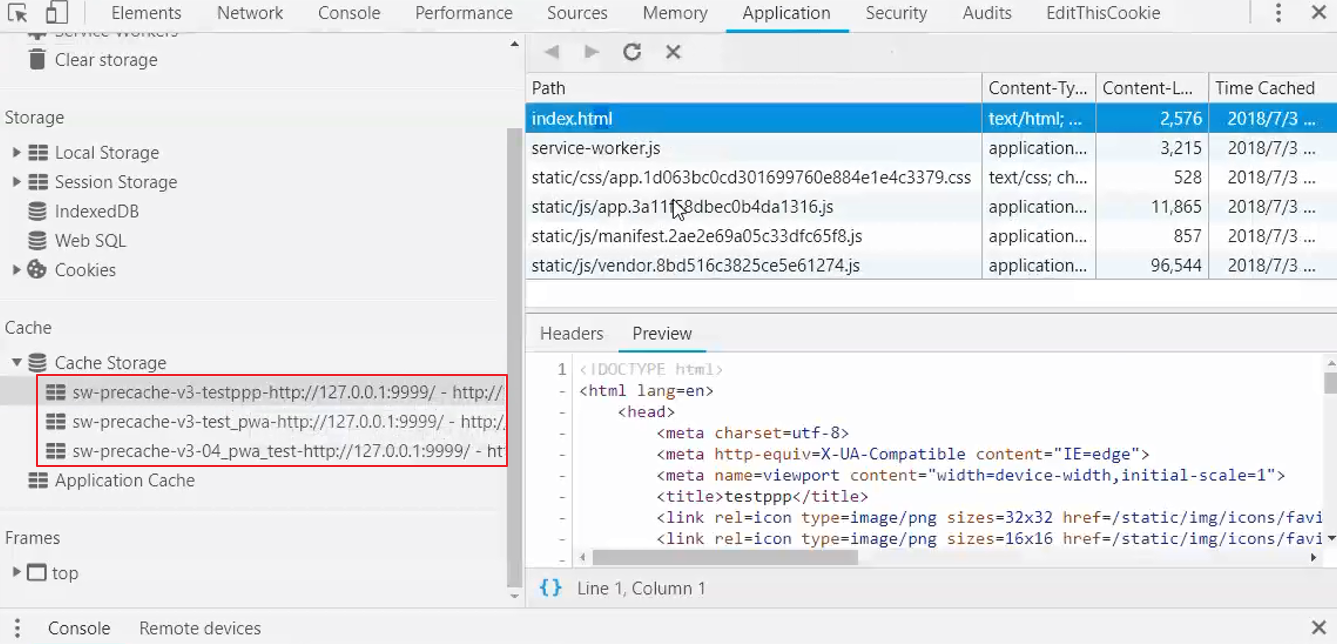 Elements Network Console Performance Sources Memory Application Security Audits EditThisCookie
Service Workers
Clear storage
Storage
Local Storage
Session Storage
IndexedDB
Web SQL
Cookies
Cache
Cache Storage
sw-precache-v3-testppp-http://127.0.0.1:9999/ - http://
sw-precache-v3-test_pwa-http://127.0.0.1:9999/ - http:/
sw-precache-v3-04_pwa_test-http://127.0.0.1:9999/ - ht
Application Cache
Frames
top
Path Content-Ty... Content-L... Time Cached
index.html text/html; ... 2,576 2018/7/3 ...
service-worker.js application... 3,215 2018/7/3 ...
static/css/app.1d063bc0cd301699760e884e1e4c3379.css text/css; ch... 528 2018/7/3 ...
application... 11,865 2018/7/3 ...
static/js/manifest.2ae2e69a05c33dfc65f8.js application... 857 2018/7/3 ...
static/js/vendor.8bd516c3825ce5e61274.js application... 96,544 2018/7/3 ...
Headers Preview
1 <!DOCTYPE html>
- <html lang=en>
- <head>
- <meta charset=utf-8>
- <meta http-equiv=X-UA-Compatible content="IE=edge">
- <meta name=viewport content="width=device-width,initial-scale=1">
- <title>testppp</title>
- <link rel=icon type=image/png sizes=32x32 href=/static/img/icons/favi
- <link rel=icon type=image/png sizes=16x16 href=/static/img/icons/favi
-
{} Line 1, Column 1
Console Remote devices